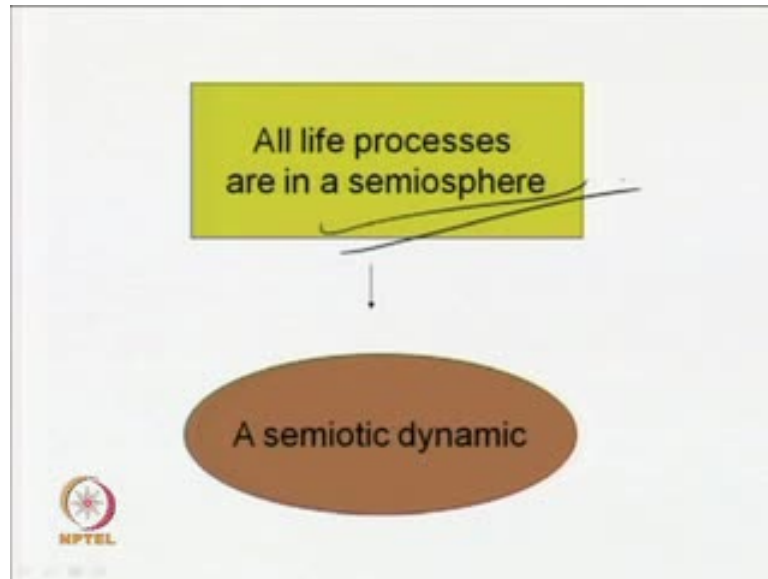 All life processes
are in a semiosphere
A semiotic dynamic
NPTEL